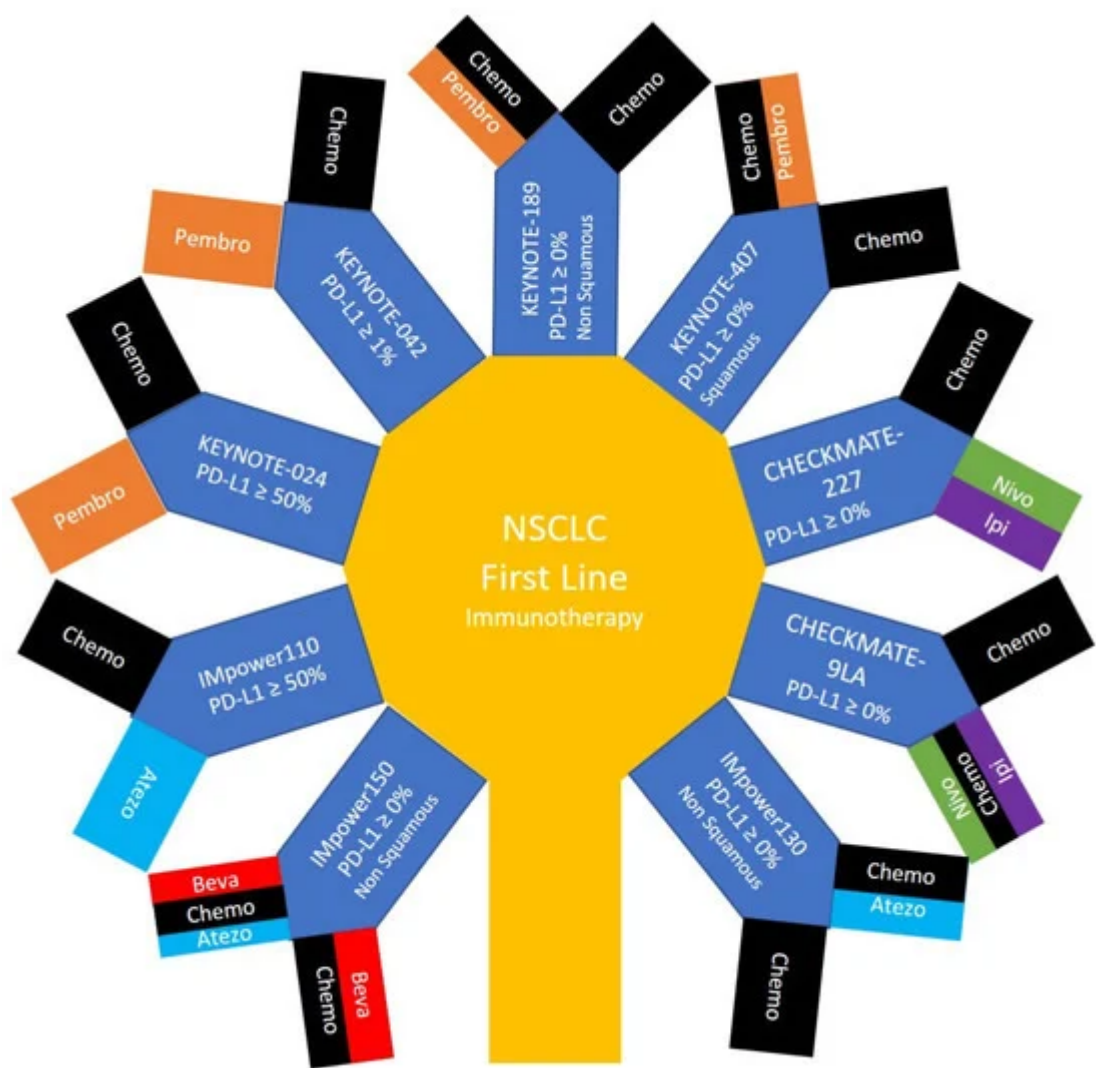 NSCLC
First Line
Immunotherapy
IMpower150
PD-L1 ≥ 0%
Non Squamous
Beva
Chemo
Atezo
Chemo
Beva
IMpower110
PD-L1 ≥ 50%
Chemo
Atezo
KEYNOTE-024
PD-L1 ≥ 50%
Chemo
Pembro
KEYNOTE-042
PD-L1 ≥ 1%
Pembro
Chemo
KEYNOTE-189
PD-L1 ≥ 0%
Non Squamous
Chemo
Pembro
Chemo
KEYNOTE-407
PD-L1 ≥ 0%
Squamous
Chemo
Pembro
Chemo
CHECKMATE-
227
PD-L1 ≥ 0%
Chemo
Nivo
Ipi
CHECKMATE-
9LA
PD-L1 ≥ 0%
Chemo
Ipi
Chemo
Nivo
IMpower130
PD-L1 ≥ 0%
Non Squamous
Chemo
Atezo
Chemo